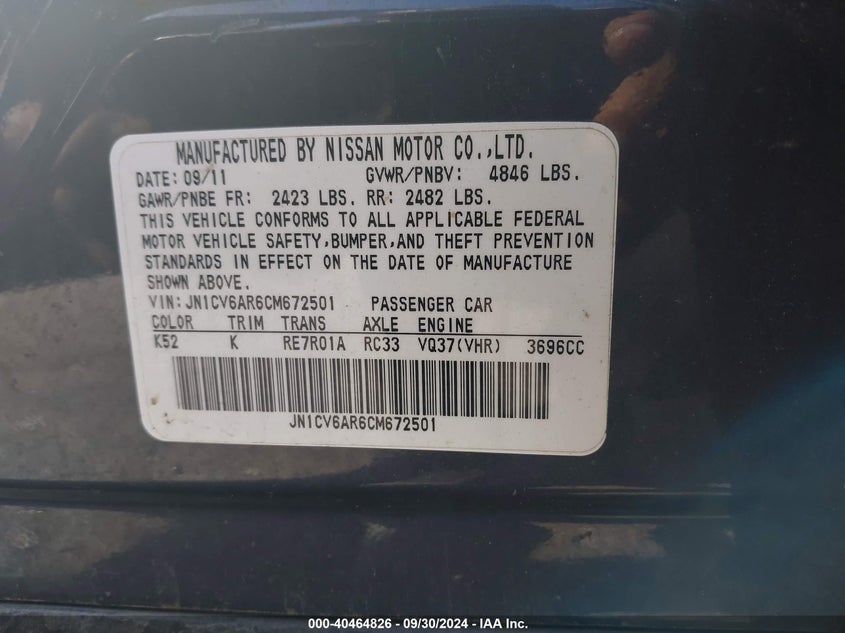 MANUFACTURED BY NISSAN MOTOR CO.,LTD.
DATE: 09/11 GVWR/PNBV: 4846 LBS.
GAWR/PNBE FR: 2423 LBS. RR: 2482 LBS.
THIS VEHICLE CONFORMS TO ALL APPLICABLE FEDERAL
MOTOR VEHICLE SAFETY,BUMPER,AND THEFT PREVENTION
STANDARDS IN EFFECT ON THE DATE OF MANUFACTURE
SHOWN ABOVE.
VIN: JN1CV6AR6CM672501 PASSENGER CAR
COLOR TRIM TRANS AXLE ENGINE
K52 K RE7R01A RC33 VQ37(VHR) 3696CC
JN1CV6AR6CM672501
000-40464826 - 09/30/2024 - IAA Inc.